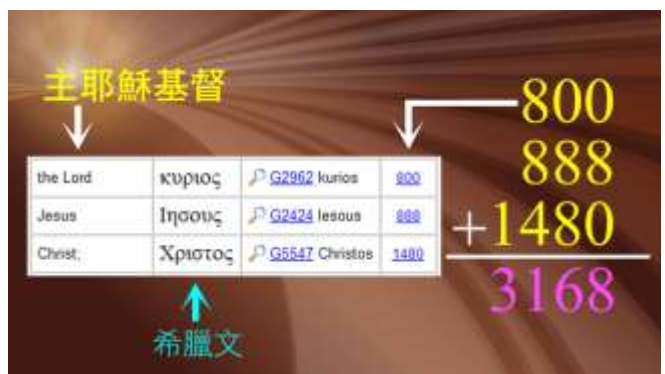 主耶穌基督
the Lord κυριος G2962 kurios 800
Jesus Ιησους G2424 Iesous 888
Christ; Χριστος G5547 Christos 1480
希臘文
800
888
+1480
3168